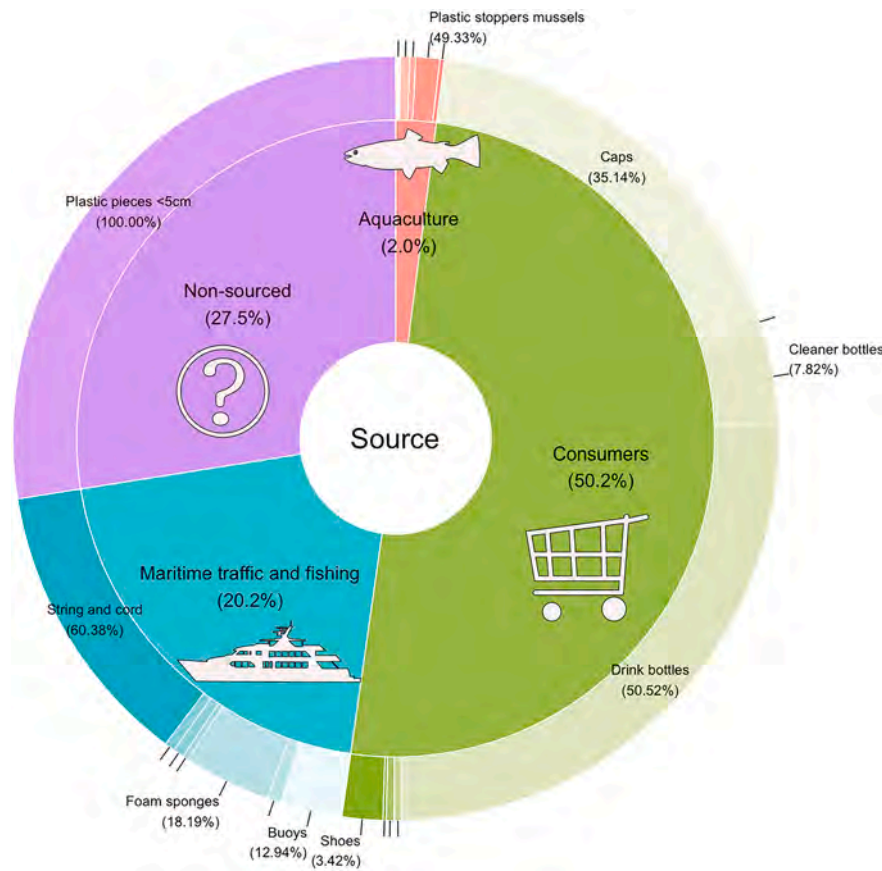 Plastic stoppers mussels
(49.33%)
Caps
(35.14%)
Plastic pieces <5cm
(100.00%)
Aquaculture
(2.0%)
Non-sourced
(27.5%)
?
Cleaner bottles
(7.82%)
Source
Consumers
(50.2%)
Maritime traffic and fishing
(20.2%)
String and cord
(60.38%)
Drink bottles
(50.52%)
Foam sponges
(18.19%)
Buoys
(12.94%)
Shoes
(3.42%)